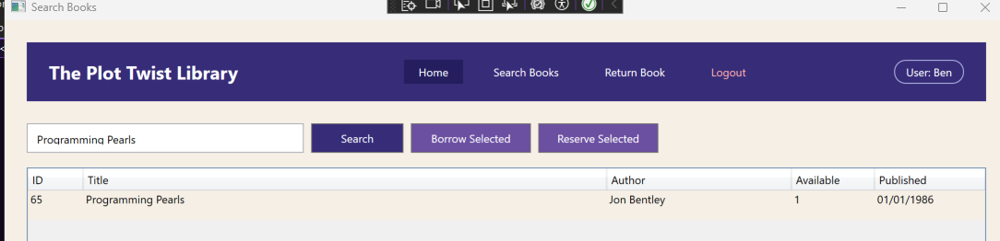 Search Books
The Plot Twist Library Home Search Books Return Book Logout User: Ben
Programming Pearls Search Borrow Selected Reserve Selected
ID Title Author Available Published
65 Programming Pearls Jon Bentley 1 01/01/1986